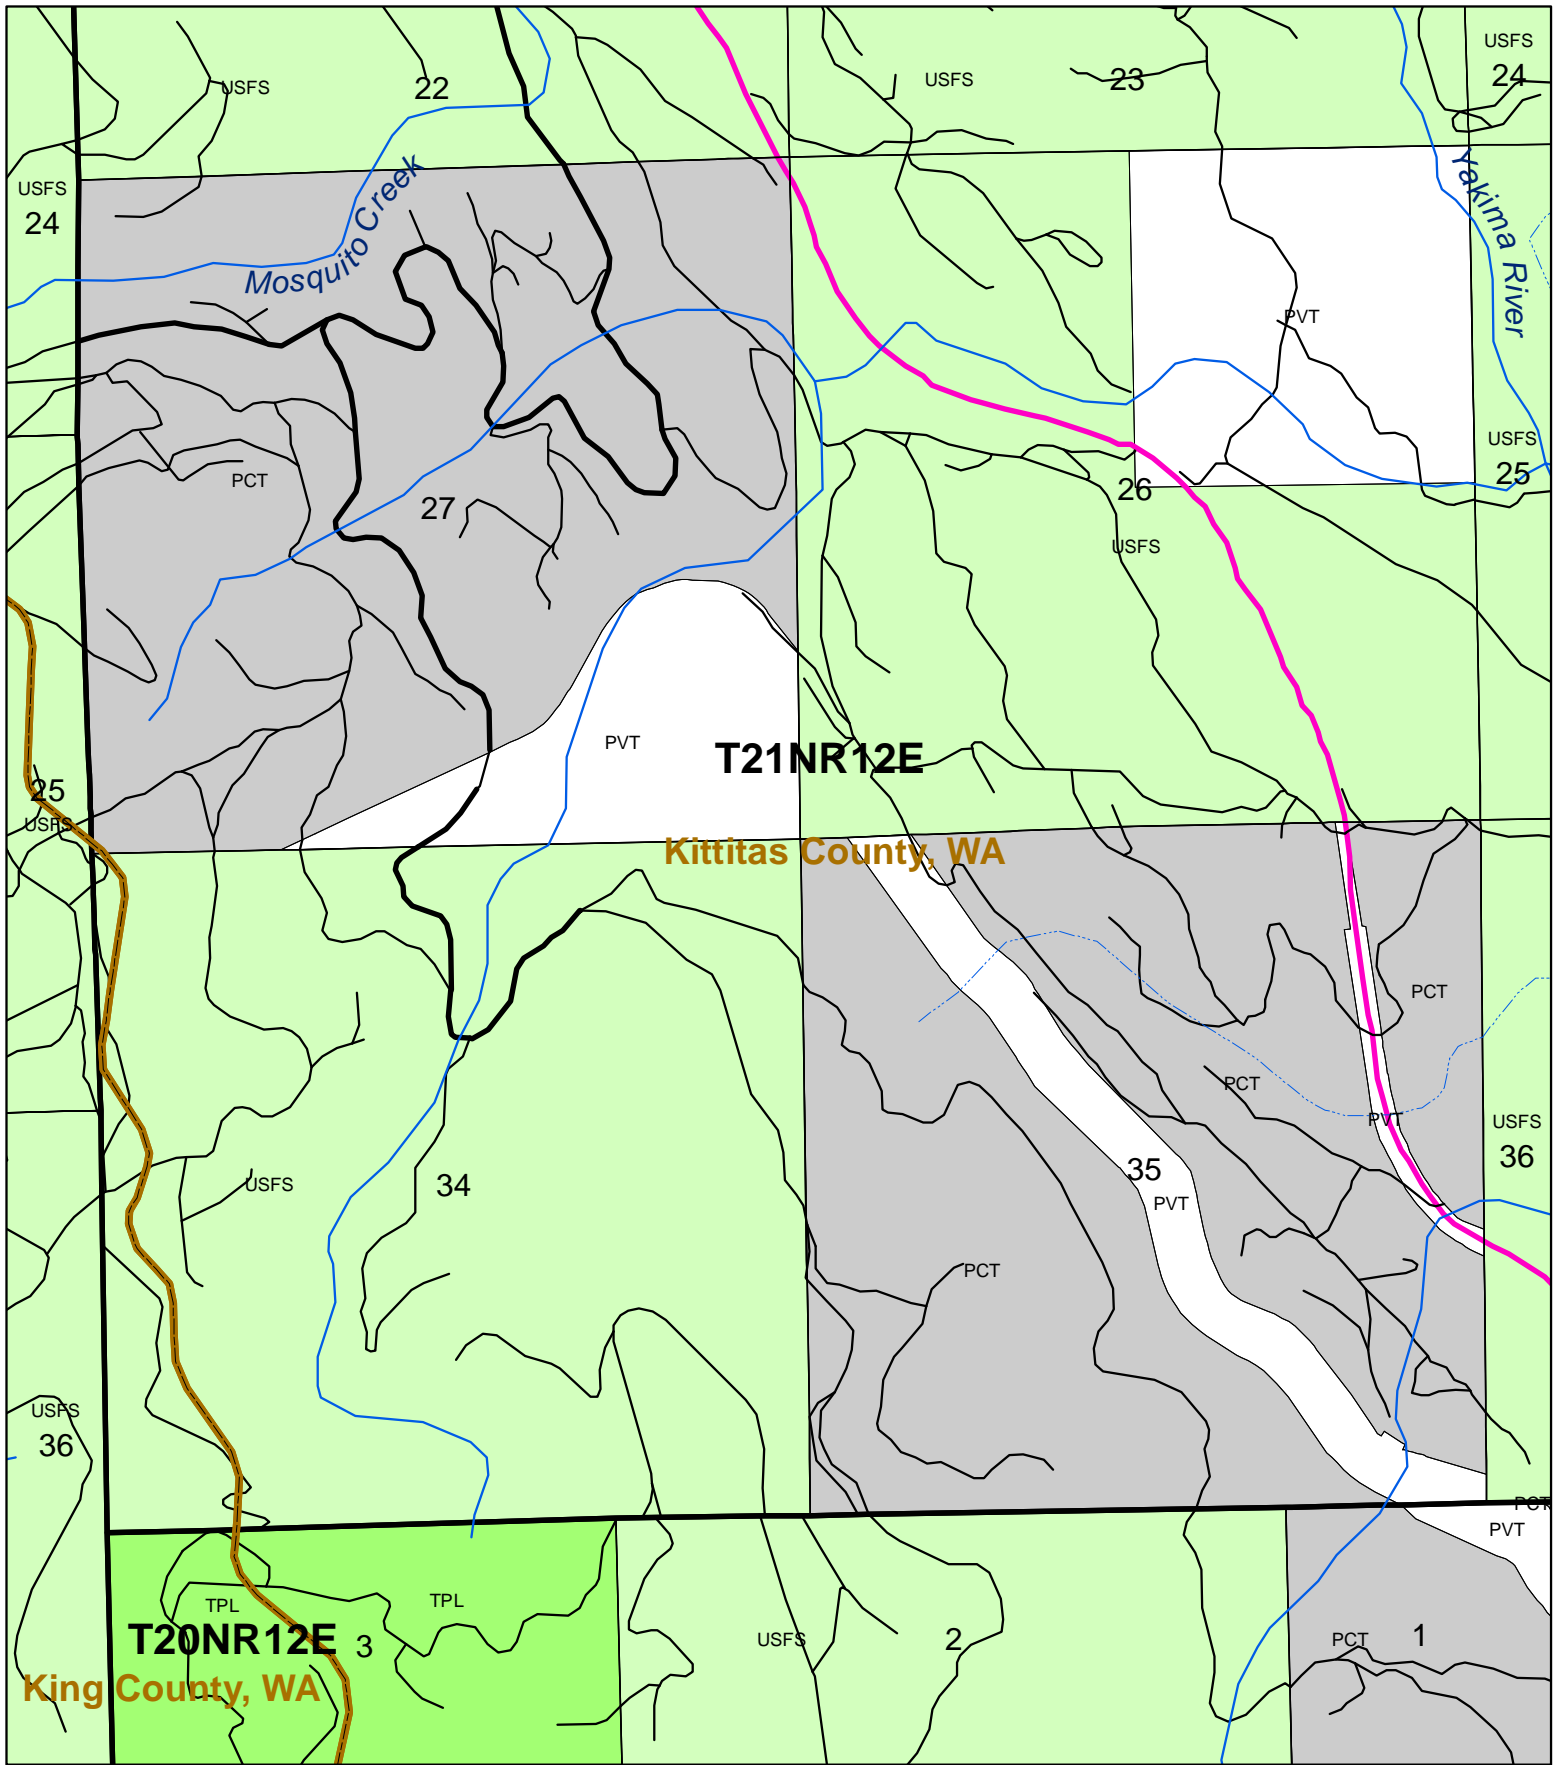 USFS
24
USFS
22
USFS
23
USFS
24
Mosquito Creek
Yakima River
PVT
USFS
25
PCT
27
26
USFS
PVT
T21NR12E
25
USFS
Kittitas County, WA
PCT
PCT
PVT
USFS
36
USFS
34
35
PVT
PCT
USFS
36
PCT
PVT
TPL
TPL
T20NR12E
3
USFS
2
PCT
1
King County, WA